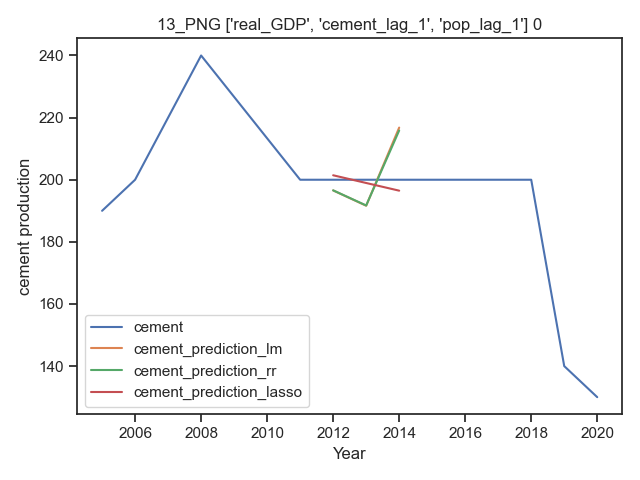 13_PNG ['real_GDP', 'cement_lag_1', 'pop_lag_1'] 0
240
220
200
180
160
140
cement production
cement
cement_prediction_lm
cement_prediction_rr
cement_prediction_lasso
2006 2008 2010 2012 2014 2016 2018 2020
Year